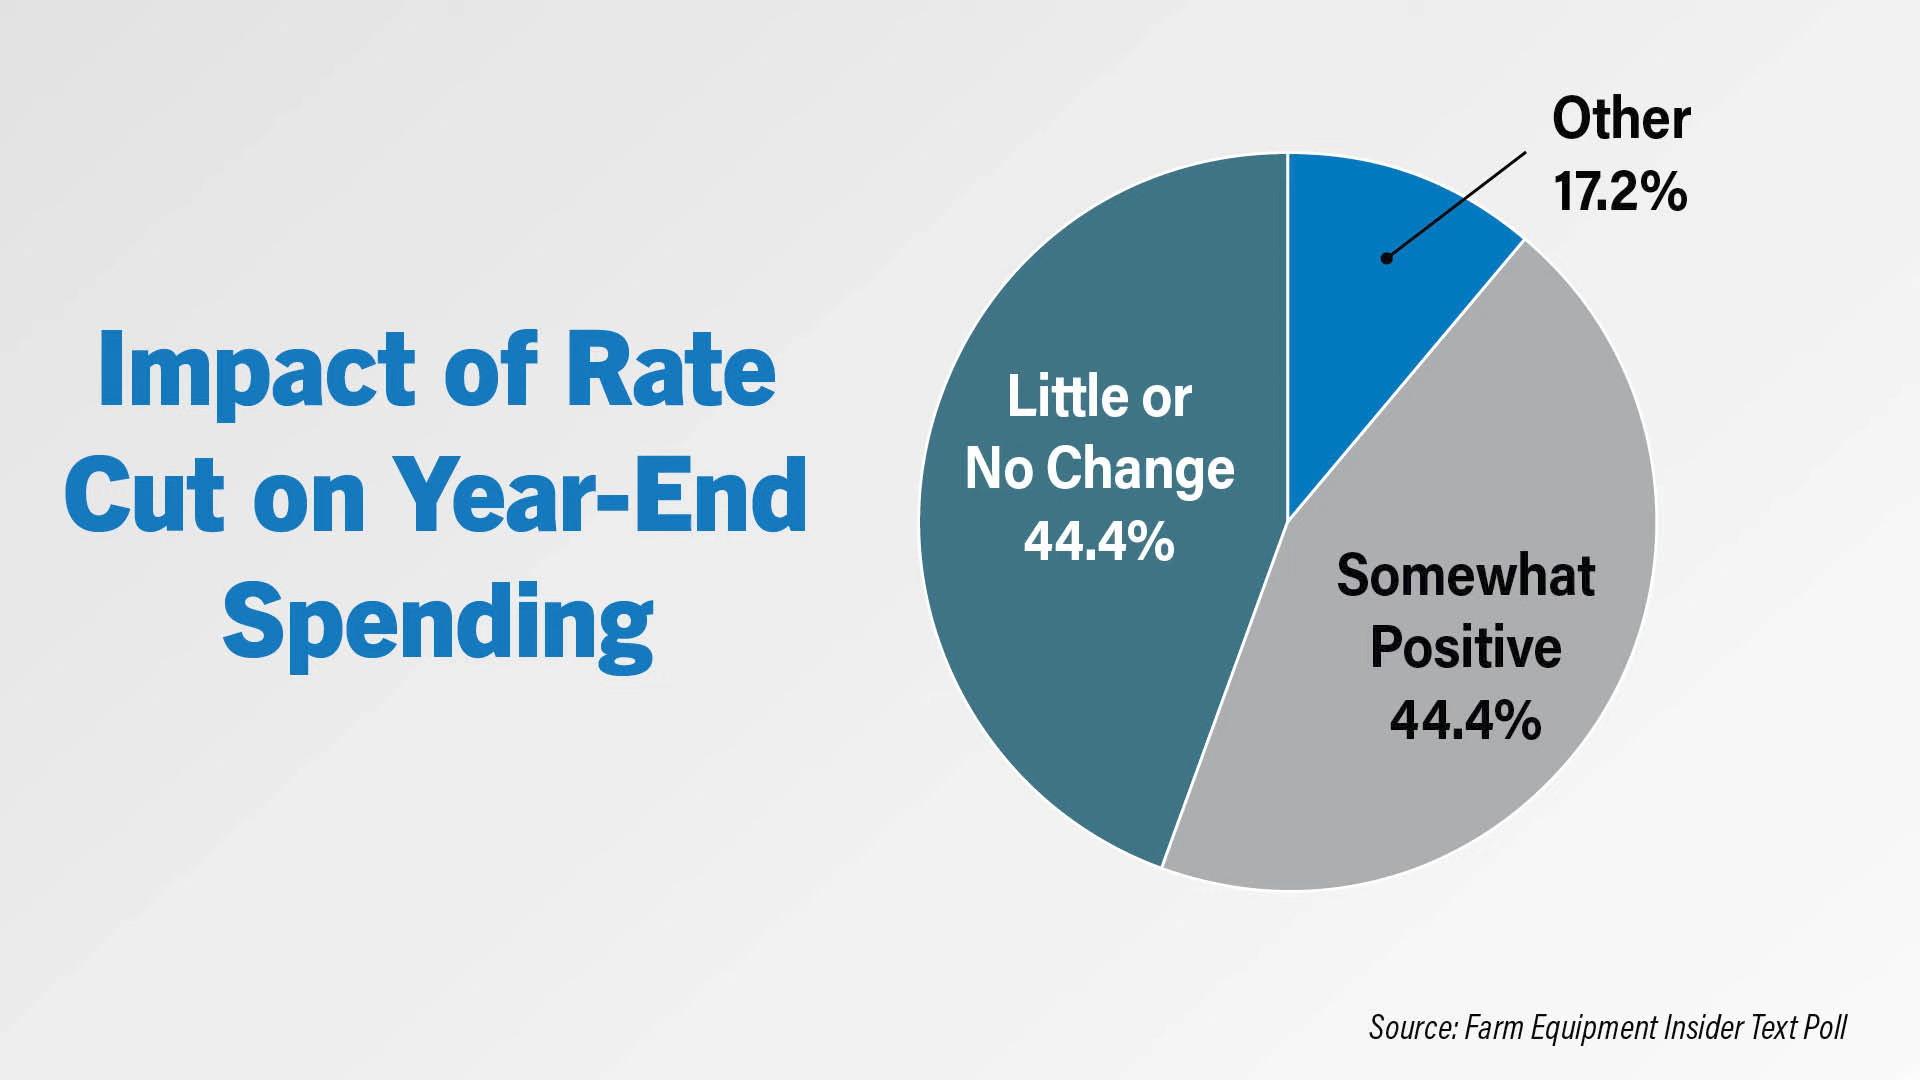 Impact of Rate
Cut on Year-End
Spending
Other
17.2%
Little or
No Change
44.4%
Somewhat
Positive
44.4%
Source: Farm Equipment Insider Text Poll